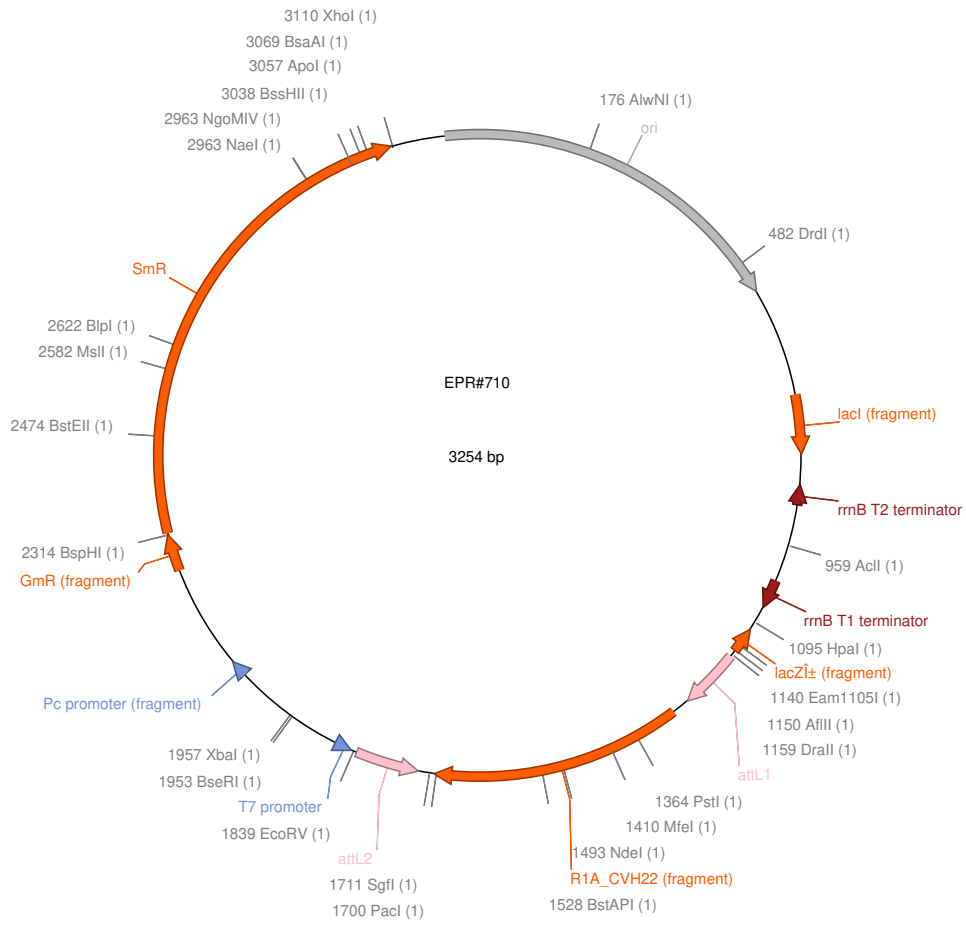 3110 XhoI (1)
3069 BsaAI (1)
3057 ApoI (1)
3038 BssHII (1)
2963 NgoMIV (1)
2963 NaeI (1)
176 AlwNI (1)
ori
482 DrdI (1)
SmR
2622 BlpI (1)
2582 MslI (1)
2474 BstEII (1)
EPR#710
3254 bp
lacI (fragment)
rrnB T2 terminator
2314 BspHI (1)
GmR (fragment)
959 AclI (1)
rrnB T1 terminator
1095 HpaI (1)
lacZÎ± (fragment)
1140 Eam1105I (1)
1150 AflII (1)
1159 DraII (1)
attL1
Pc promoter (fragment)
1957 XbaI (1)
1953 BseRI (1)
T7 promoter
1839 EcoRV (1)
attL2
1711 SgfI (1)
1700 PacI (1)
1364 PstI (1)
1410 MfeI (1)
1493 NdeI (1)
R1A_CVH22 (fragment)
1528 BstAPI (1)